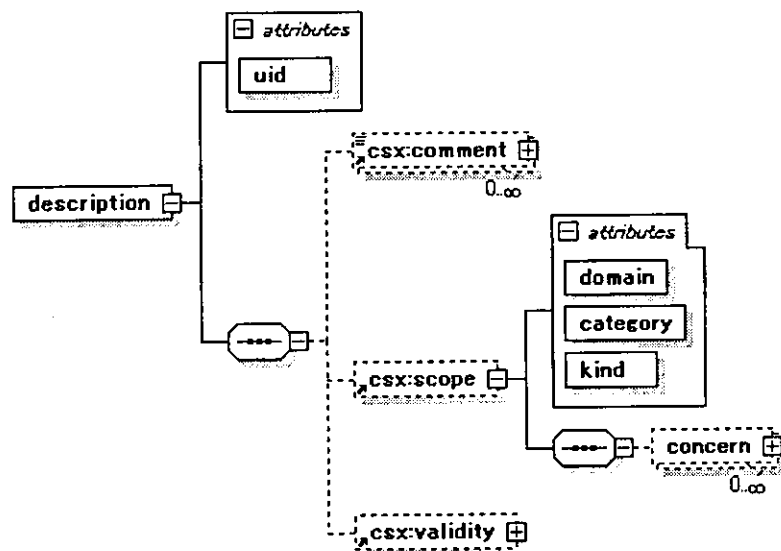 attributes
uid
csx:comment
0..∞
description
attributes
domain
category
kind
csx:scope
concern
0..∞
csx:validity